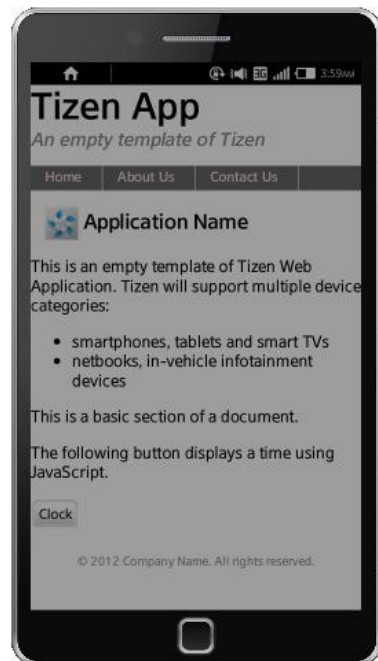 3G 3:59AM
Tizen App
An empty template of Tizen
Home About Us Contact Us
Application Name
This is an empty template of Tizen Web
Application. Tizen will support multiple device
categories:
• smartphones, tablets and smart TVs
• netbooks, in-vehicle infotainment
devices
This is a basic section of a document.
The following button displays a time using
JavaScript.
Clock
© 2012 Company Name. All rights reserved.